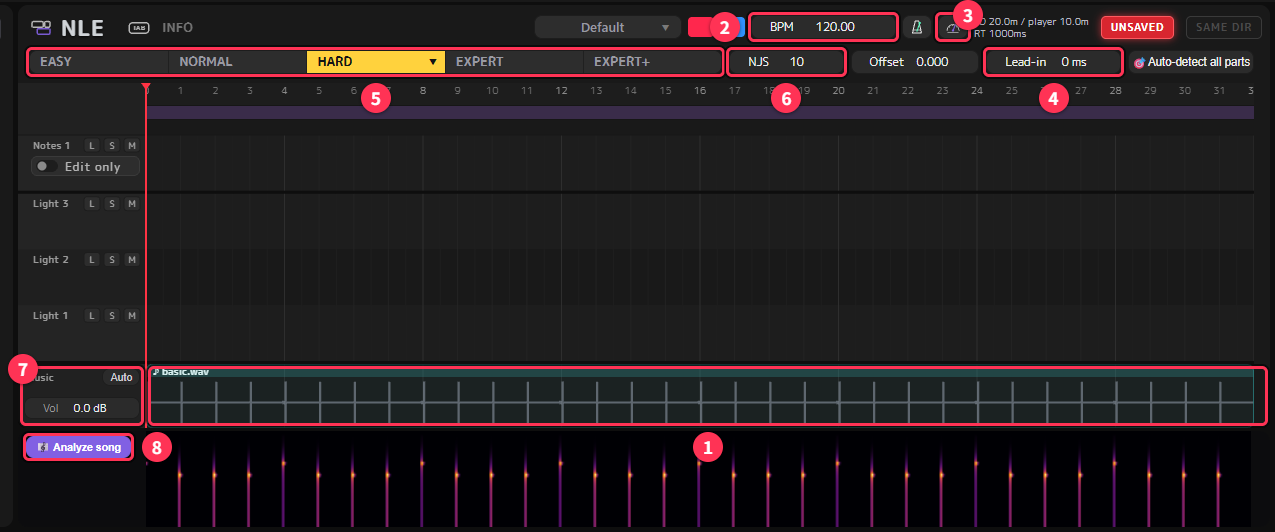 NLE IAB INFO Default 2 BPM 120.00 3 20.0m / player 10.0m UNSAVED SAME DIR
RT 1000ms
EASY NORMAL HARD EXPERT EXPERT+ NJS 10 Offset 0.000 Lead-in 0 ms Auto-detect all parts
1 2 3 4 5 6 7 8 9 10 11 12 13 14 15 16 17 18 19 20 21 22 23 24 25 27 28 29 30 31
5 6 4
Notes 1 L S M
Edit only
Light 3 L S M
Light 2 L S M
Light 1 L S M
7 Auto basic.wav
Vol 0.0 dB
Analyze song 8 1